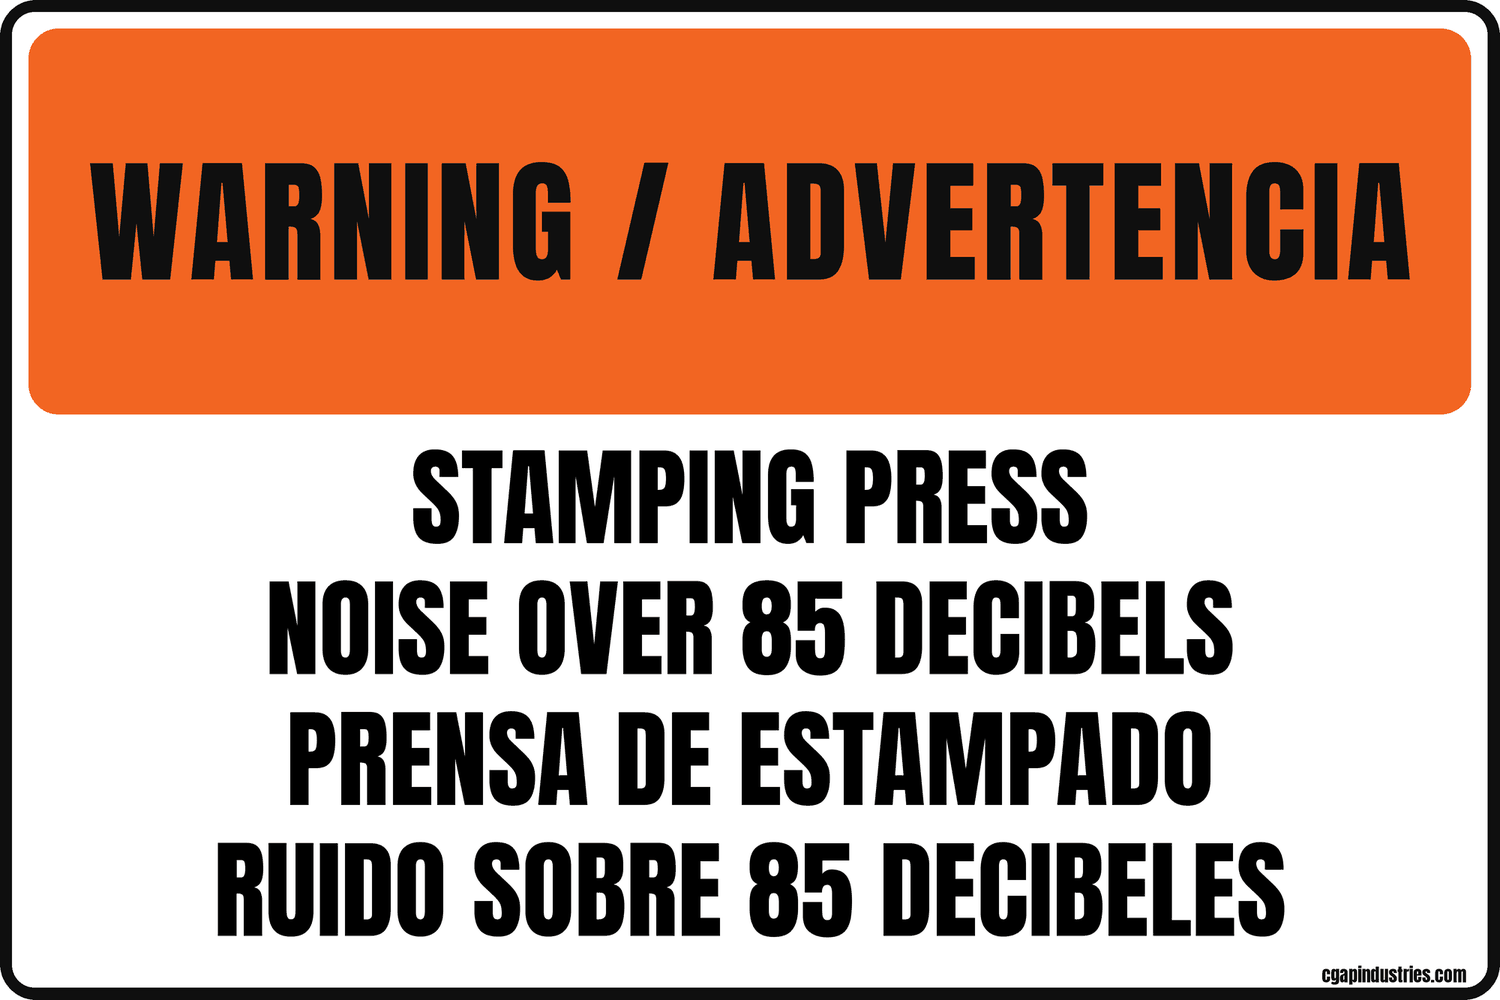 WARNING / ADVERTENCIA
STAMPING PRESS
NOISE OVER 85 DECIBELS
PRENSA DE ESTAMPADO
RUIDO SOBRE 85 DECIBELES
cgapindustries.com